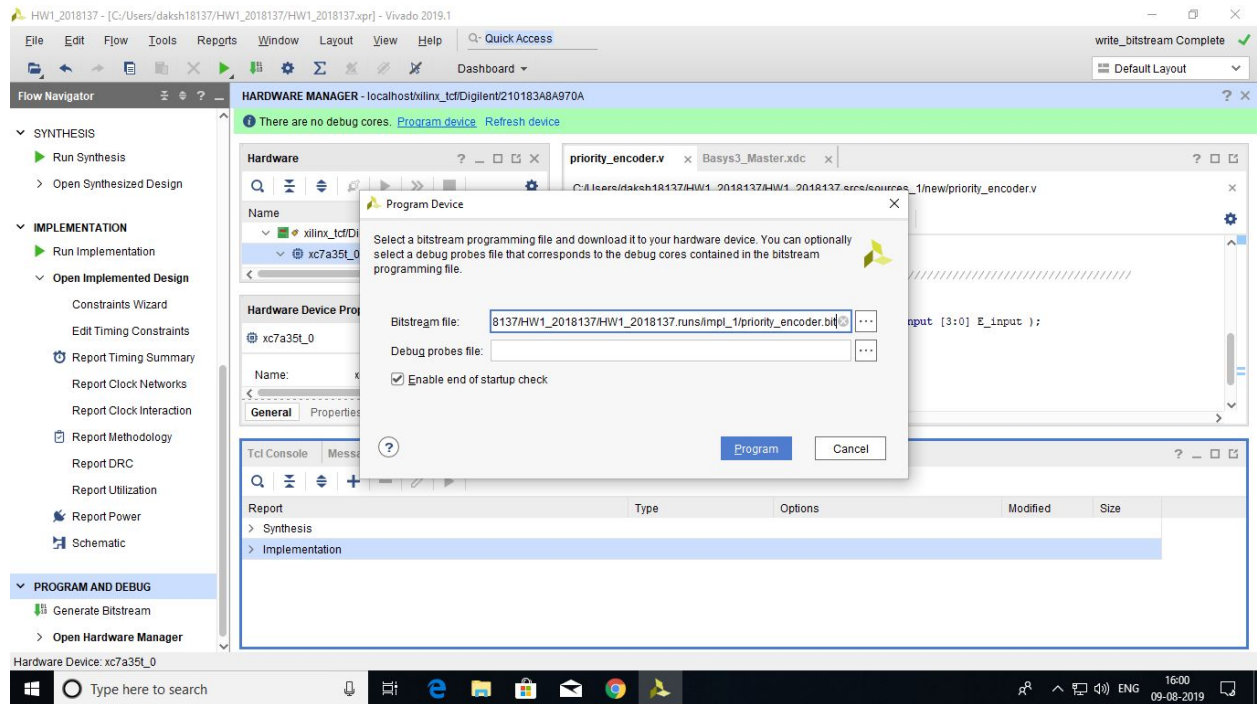 HW1_2018137 - [C:/Users/daksh18137/HW1_2018137/HW1_2018137.xpr] - Vivado 2019.1
File Edit Flow Tools Reports Window Layout View Help Quick Access write_bitstream Complete
Dashboard Default Layout
Flow Navigator
HARDWARE MANAGER - localhost/xilinx_tcf/Digilent/210183A8A970A
There are no debug cores. Program device Refresh device
SYNTHESIS
Run Synthesis
Open Synthesized Design
IMPLEMENTATION
Run Implementation
Open Implemented Design
Constraints Wizard
Edit Timing Constraints
Report Timing Summary
Report Clock Networks
Report Clock Interaction
Report Methodology
Report DRC
Report Utilization
Report Power
Schematic
PROGRAM AND DEBUG
Generate Bitstream
Open Hardware Manager
Hardware
Name
xilinx_tcf/Di
xc7a35t_0
Hardware Device Prop
xc7a35t_0
Name: x
General Properties
priority_encoder.v Basys3_Master.xdc
C:/Users/daksh18137/HW1_2018137/HW1_2018137.srcs/sources_1/new/priority_encoder.v
///////////////////////////////////
nput [3:0] E_input );
Program Device
Select a bitstream programming file and download it to your hardware device. You can optionally
select a debug probes file that corresponds to the debug cores contained in the bitstream
programming file.
Bitstream file: 8137/HW1_2018137/HW1_2018137.runs/impl_1/priority_encoder.bit
Debug probes file:
Enable end of startup check
? Program Cancel
Tcl Console Messa
Report Type Options Modified Size
Synthesis
Implementation
Hardware Device: xc7a35t_0
Type here to search
ENG
16:00
09-08-2019